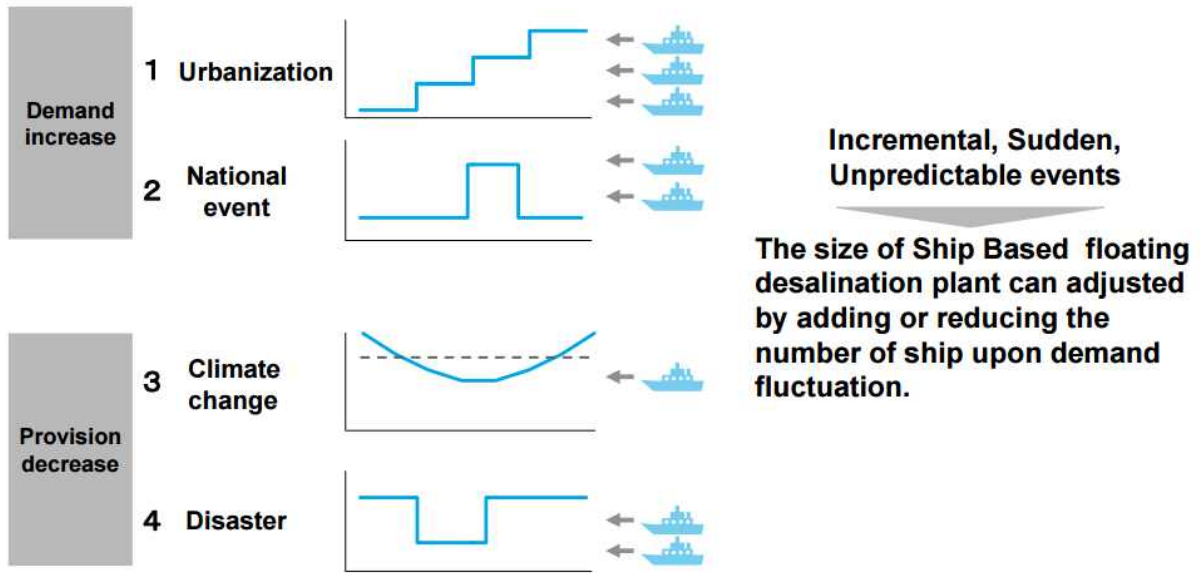 Demand
increase
1 Urbanization
2 National
event
Provision
decrease
3 Climate
change
4 Disaster
Incremental, Sudden,
Unpredictable events
The size of Ship Based floating
desalination plant can adjusted
by adding or reducing the
number of ship upon demand
fluctuation.